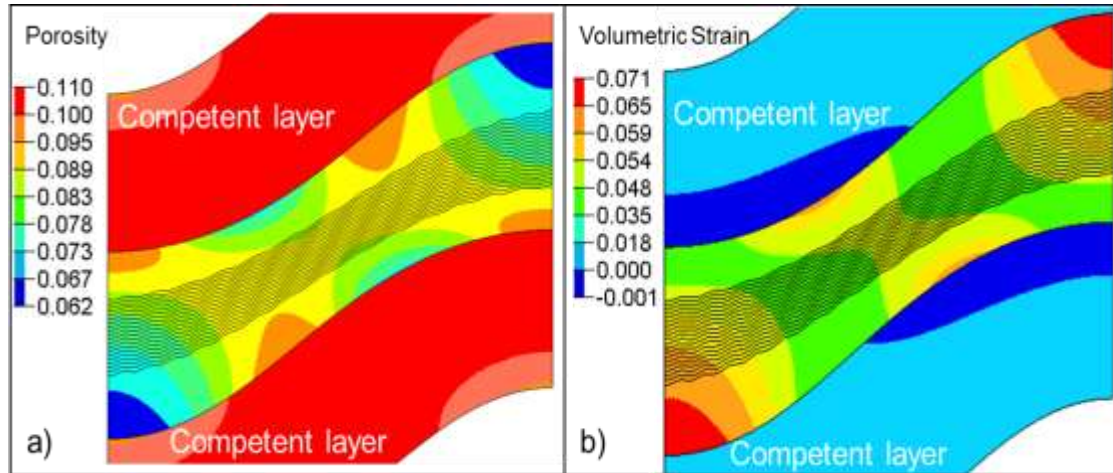 Porosity
0.110
0.100
0.095
0.089
0.083
0.078
0.073
0.067
0.062
Competent layer
Competent layer
a)
Volumetric Strain
0.071
0.065
0.059
0.054
0.048
0.035
0.018
0.000
-0.001
Competent layer
Competent layer
b)